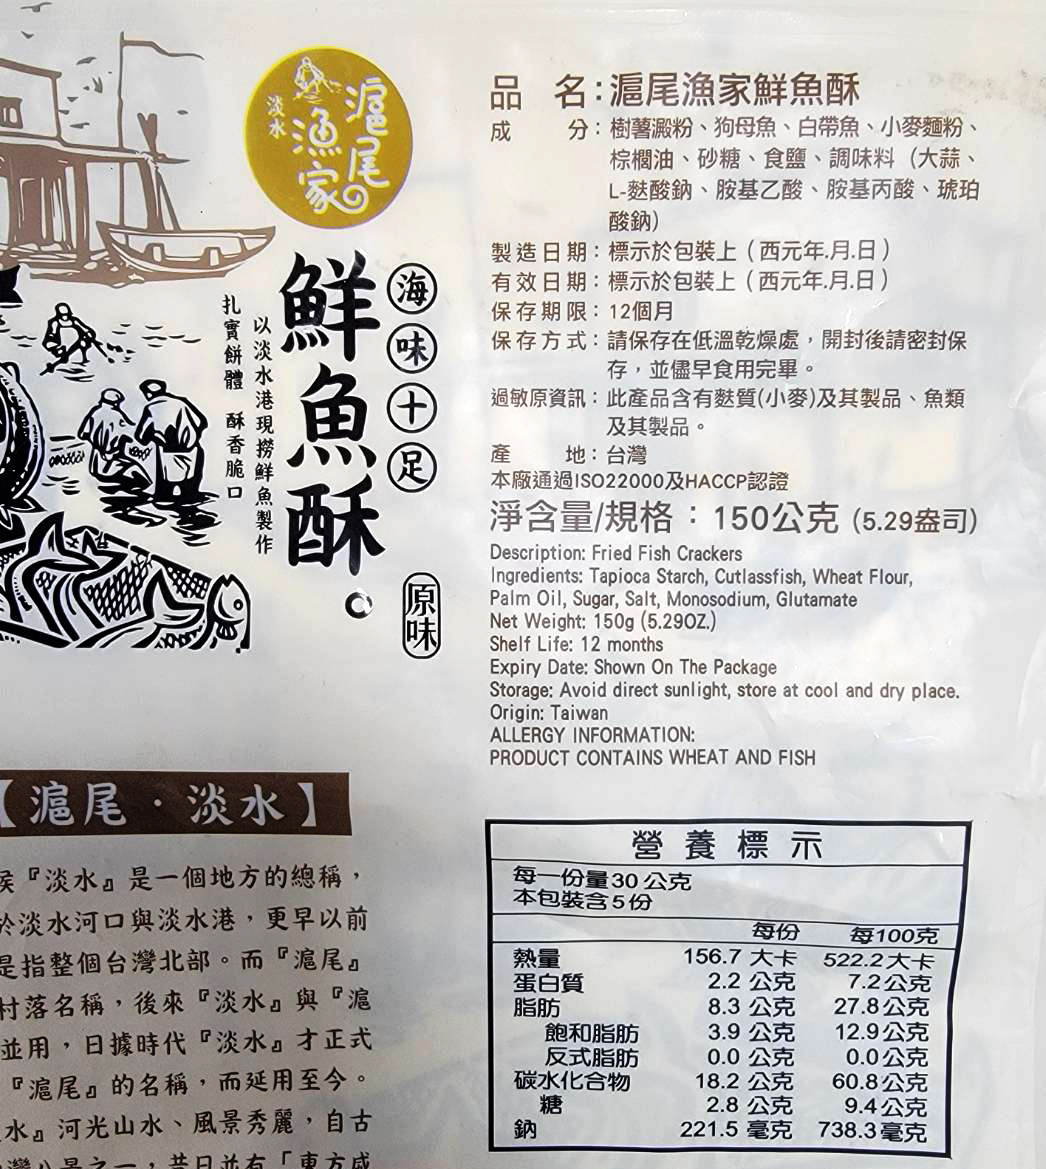 滬尾の
漁家
淡水
海味十足
鮮魚酥。
原味
以淡水港現撈鮮魚製作
扎實餅體 酥香脆口
品 名:滬尾漁家鮮魚酥
成 分:樹薯澱粉、狗母魚、白帶魚、小麥麵粉、
棕櫚油、砂糖、食鹽、調味料(大蒜、
L-麩酸鈉、胺基乙酸、胺基丙酸、琥珀
酸鈉)
製造日期:標示於包裝上(西元年.月.日)
有效日期:標示於包裝上(西元年.月.日)
保存期限:12個月
保存方式:請保存在低溫乾燥處,開封後請密封保
存,並儘早食用完畢。
過敏原資訊:此產品含有麩質(小麥)及其製品、魚類
及其製品。
產 地:台灣
本廠通過ISO22000及HACCP認證
淨含量/規格:150公克 (5.29盎司)
Description: Fried Fish Crackers
Ingredients: Tapioca Starch, Cutlassfish, Wheat Flour,
Palm Oil, Sugar, Salt, Monosodium, Glutamate
Net Weight: 150g (5.29OZ.)
Shelf Life: 12 months
Expiry Date: Shown On The Package
Storage: Avoid direct sunlight, store at cool and dry place.
Origin: Taiwan
ALLERGY INFORMATION:
PRODUCT CONTAINS WHEAT AND FISH
【滬尾·淡水】
『淡水』是一個地方的總稱,
於淡水河口與淡水港,更早以前
是指整個台灣北部。而『滬尾』
村落名稱,後來『淡水』與『滬
並用,日據時代『淡水』才正式
『滬尾』的名稱,而延用至今。
水』河光山水、風景秀麗,自古
灣八景之一,昔日並有「東方威
營養標示
每一份量30公克
本包裝含5份
每份 每100克
熱量 156.7 大卡 522.2大卡
蛋白質 2.2 公克 7.2公克
脂肪 8.3 公克 27.8公克
飽和脂肪 3.9 公克 12.9公克
反式脂肪 0.0 公克 0.0公克
碳水化合物 18.2 公克 60.8公克
糖 2.8 公克 9.4公克
鈉 221.5 毫克 738.3毫克